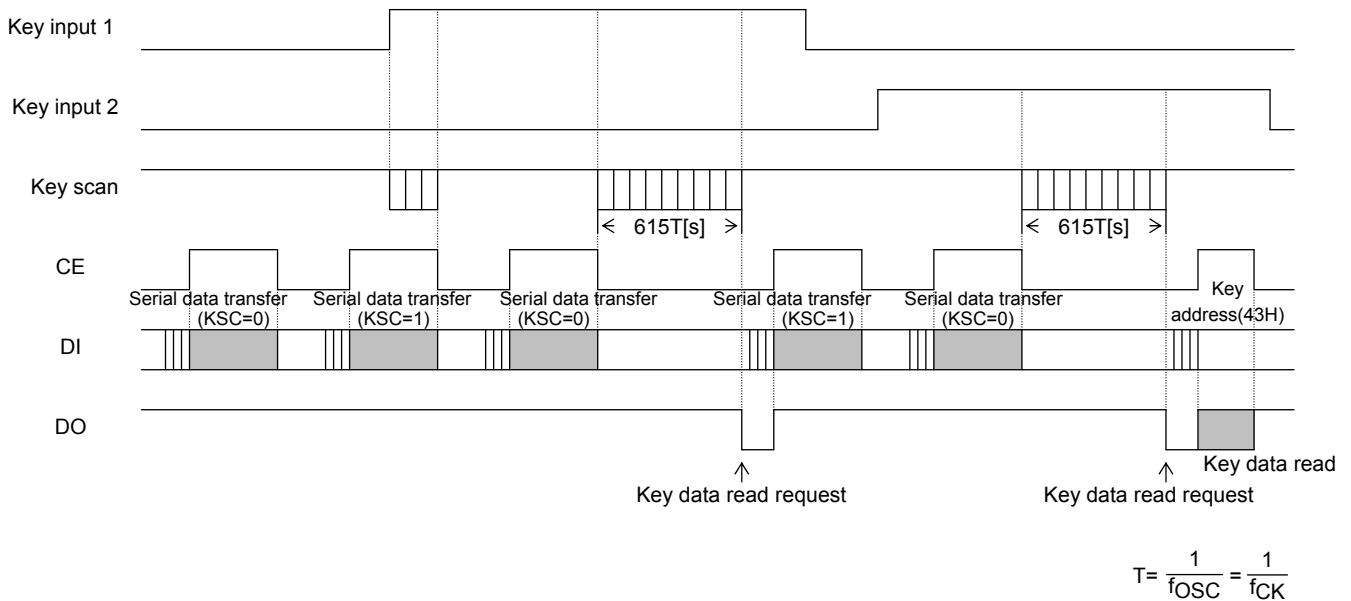 Key input 1
Key input 2
Key scan
615T[s]
615T[s]
CE
Serial data transfer
(KSC=0)
Serial data transfer
(KSC=1)
Serial data transfer
(KSC=0)
Serial data transfer
(KSC=1)
Serial data transfer
(KSC=0)
Key
address(43H)
DI
DO
Key data read
Key data read request
Key data read request
T= 1/fOSC = 1/fCK